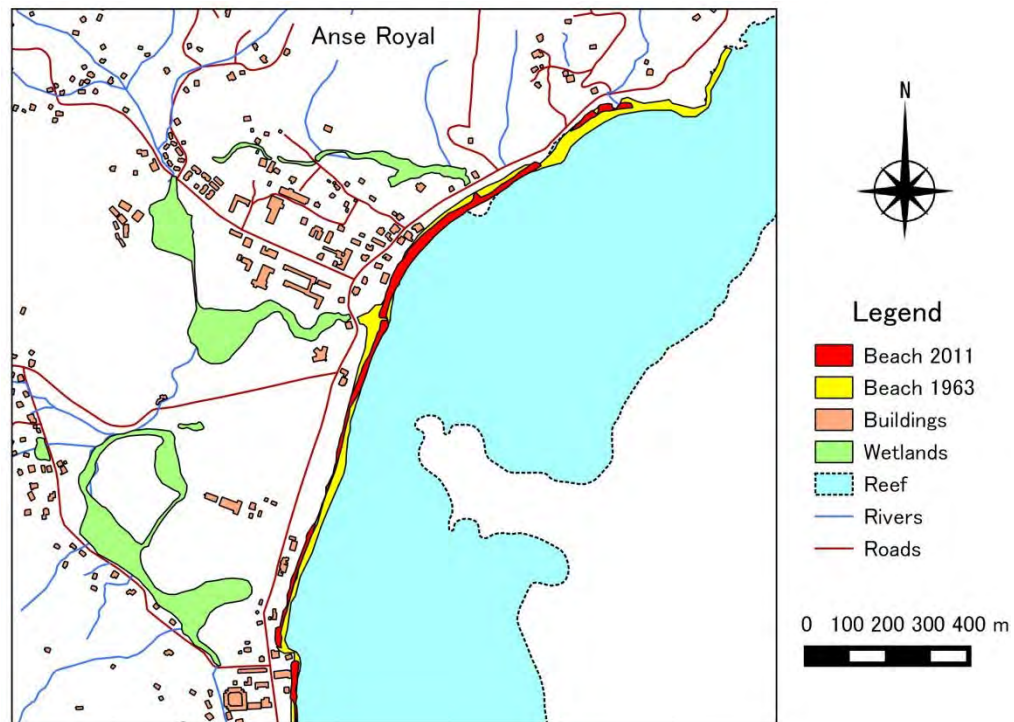 Anse Royal
N
Legend
Beach 2011
Beach 1963
Buildings
Wetlands
Reef
Rivers
Roads
0 100 200 300 400 m